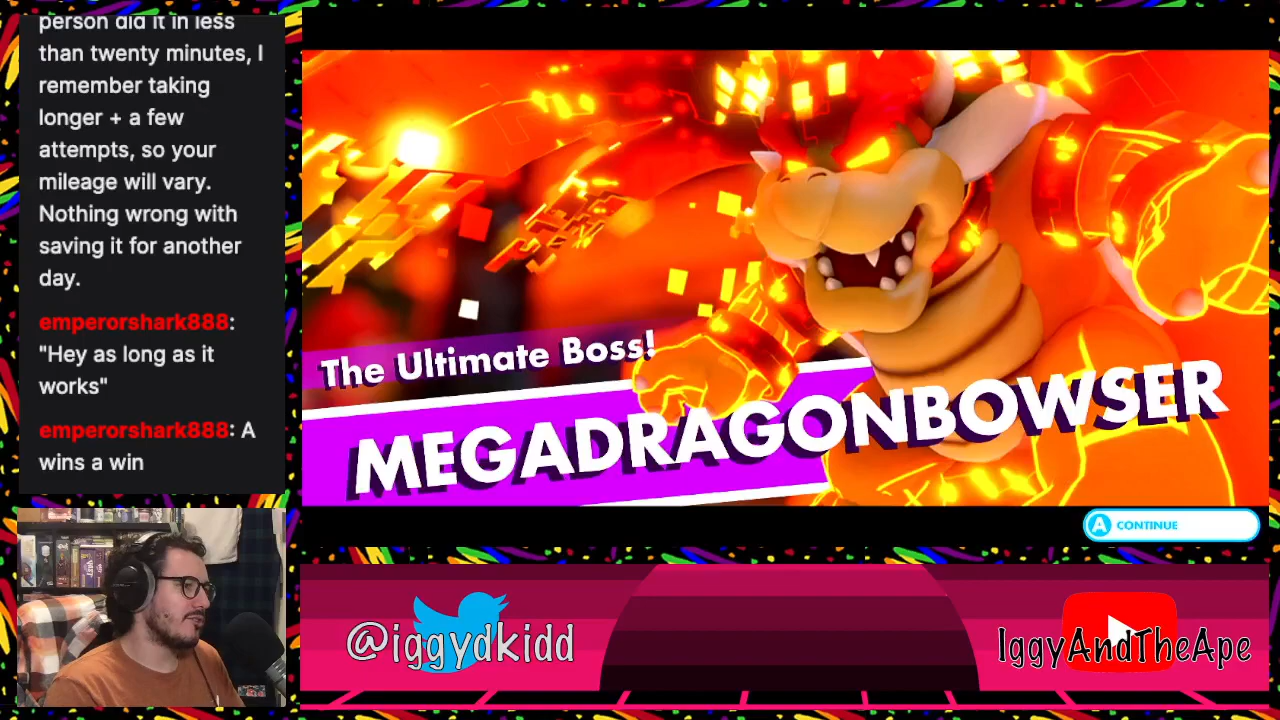 person did it in less
than twenty minutes, I
remember taking
longer + a few
attempts, so your
mileage will vary.
Nothing wrong with
saving it for another
day.
emperorshark888:
"Hey as long as it
works"
emperorshark888: A
wins a win
The Ultimate Boss!
MEGADRAGONBOWSER
A CONTINUE
@iggydkidd
IggyAndTheApe